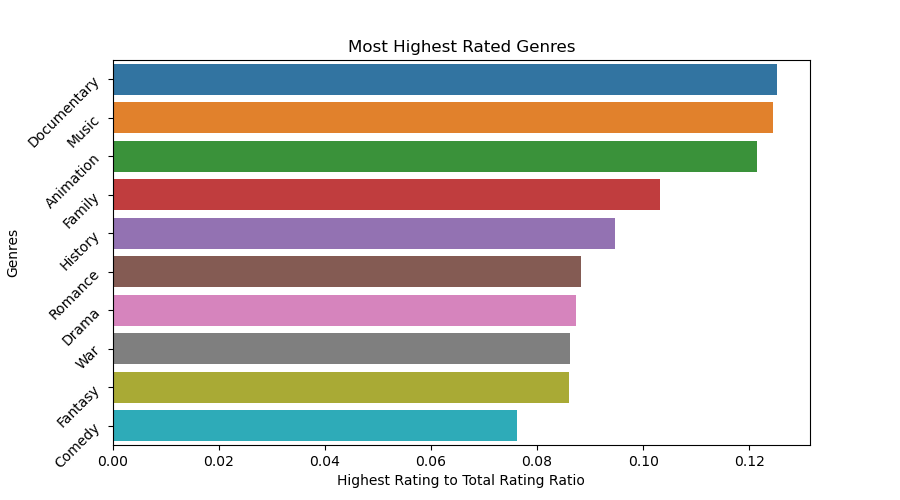 Most Highest Rated Genres
Genres
Documentary
Music
Animation
Family
History
Romance
Drama
War
Fantasy
Comedy
0.00 0.02 0.04 0.06 0.08 0.10 0.12
Highest Rating to Total Rating Ratio